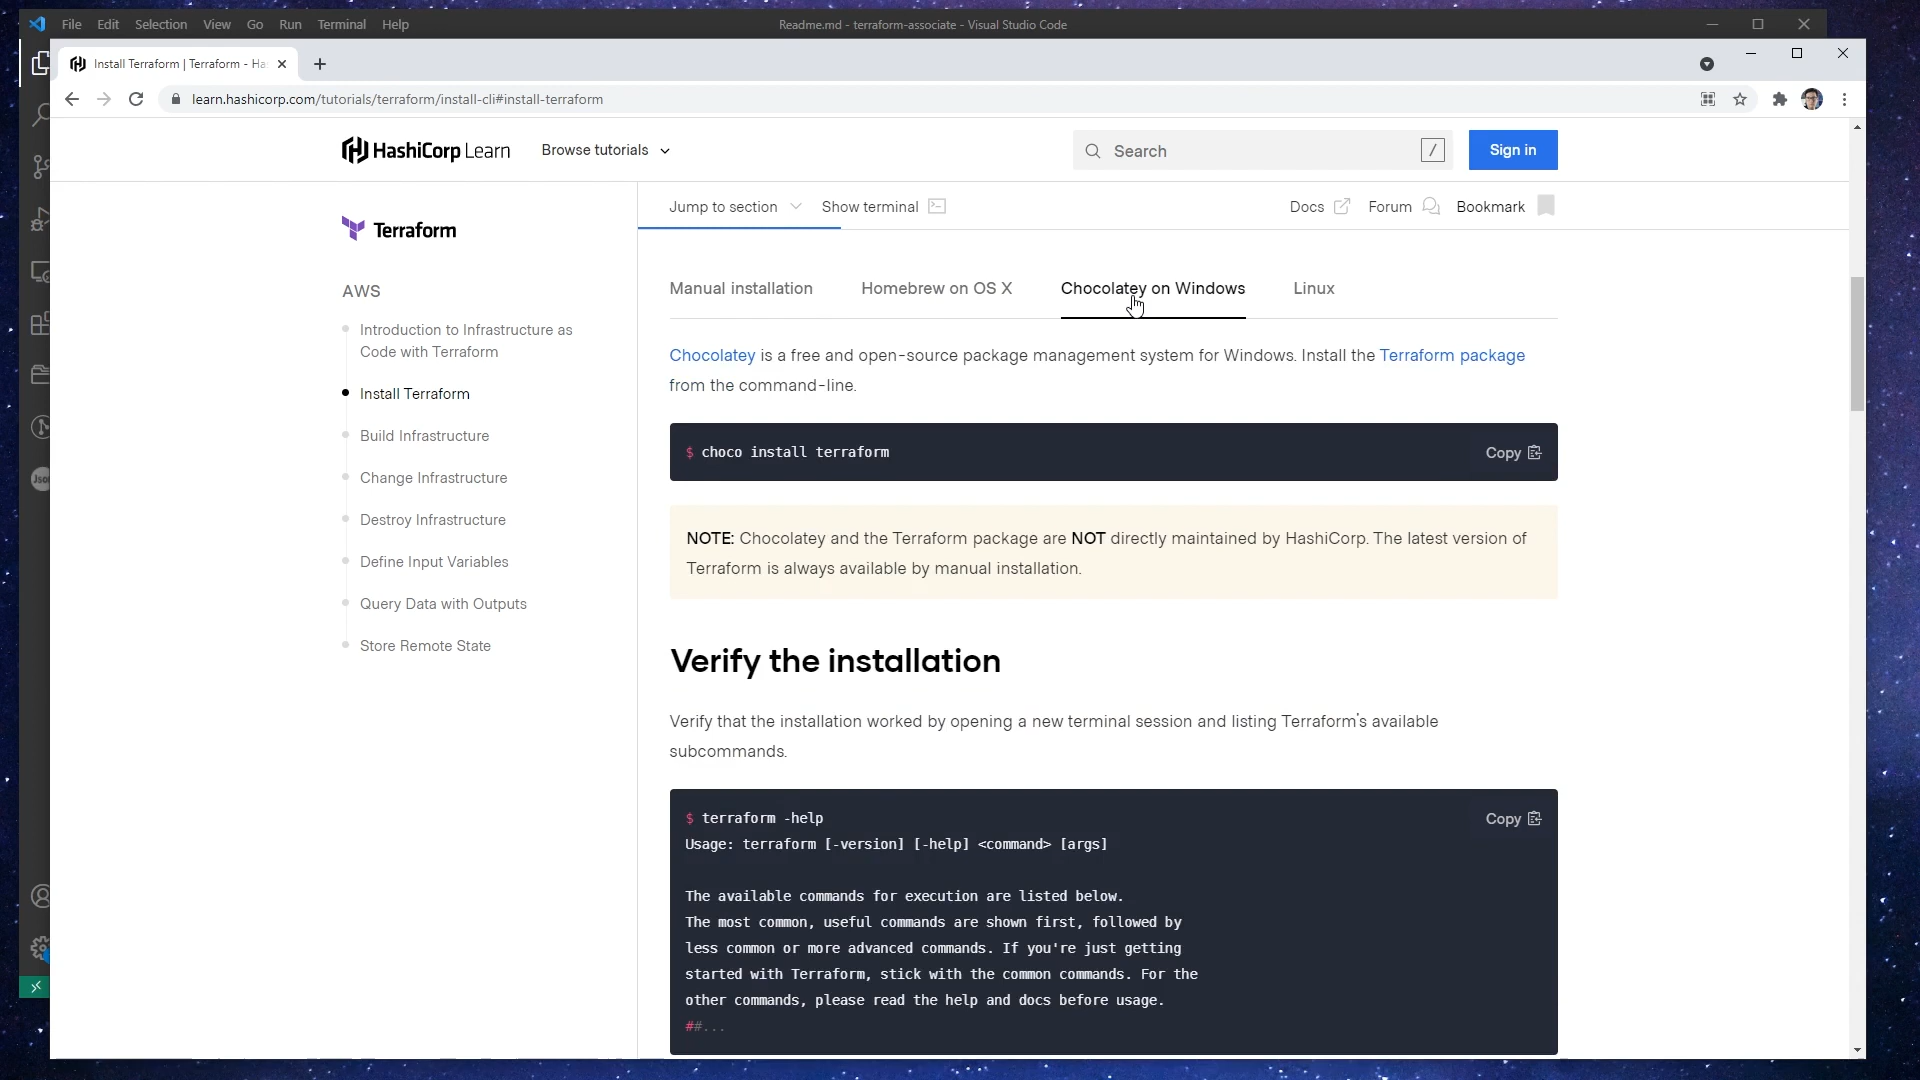 File Edit Selection View Go Run Terminal Help
Readme.md - terraform-associate - Visual Studio Code
Install Terraform | Terraform - Ha
learn.hashicorp.com/tutorials/terraform/install-cli#install-terraform
HashiCorp Learn
Browse tutorials
Search
/
Sign in
Terraform
AWS
Introduction to Infrastructure as
Code with Terraform
Install Terraform
Build Infrastructure
Change Infrastructure
Destroy Infrastructure
Define Input Variables
Query Data with Outputs
Store Remote State
Jump to section
Show terminal
Docs
Forum
Bookmark
Manual installation
Homebrew on OS X
Chocolatey on Windows
Linux
Chocolatey is a free and open-source package management system for Windows. Install the Terraform package
from the command-line.
$ choco install terraform
Copy
NOTE: Chocolatey and the Terraform package are NOT directly maintained by HashiCorp. The latest version of
Terraform is always available by manual installation.
Verify the installation
Verify that the installation worked by opening a new terminal session and listing Terraform's available
subcommands.
$ terraform -help
Copy
Usage: terraform [-version] [-help] <command> [args]
The available commands for execution are listed below.
The most common, useful commands are shown first, followed by
less common or more advanced commands. If you're just getting
started with Terraform, stick with the common commands. For the
other commands, please read the help and docs before usage.
##...